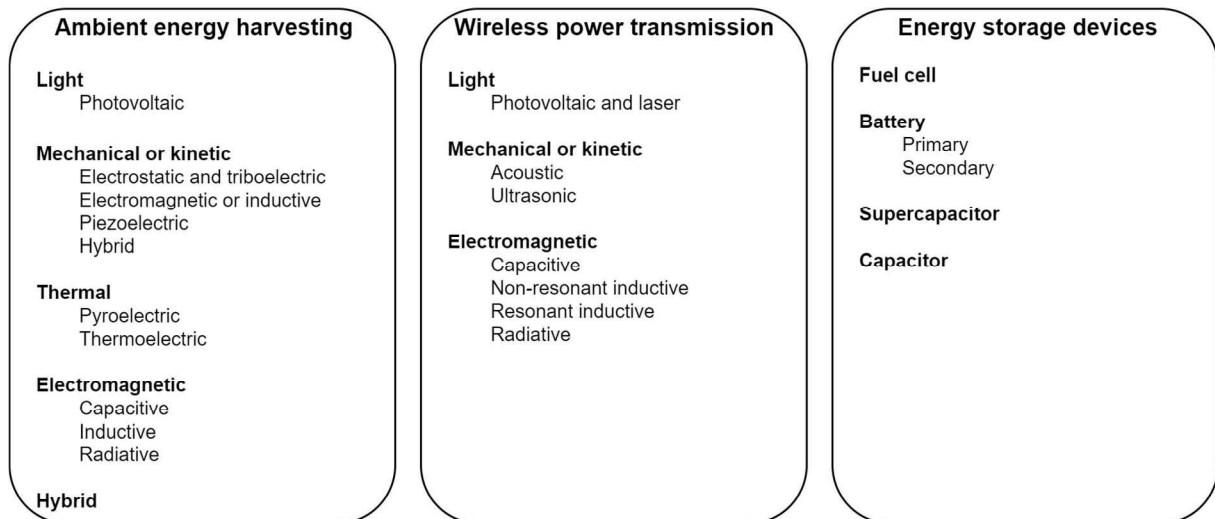 Ambient energy harvesting
Light
Photovoltaic
Mechanical or kinetic
Electrostatic and triboelectric
Electromagnetic or inductive
Piezoelectric
Hybrid
Thermal
Pyroelectric
Thermoelectric
Electromagnetic
Capacitive
Inductive
Radiative
Hybrid
Wireless power transmission
Light
Photovoltaic and laser
Mechanical or kinetic
Acoustic
Ultrasonic
Electromagnetic
Capacitive
Non-resonant inductive
Resonant inductive
Radiative
Energy storage devices
Fuel cell
Battery
Primary
Secondary
Supercapacitor
Capacitor